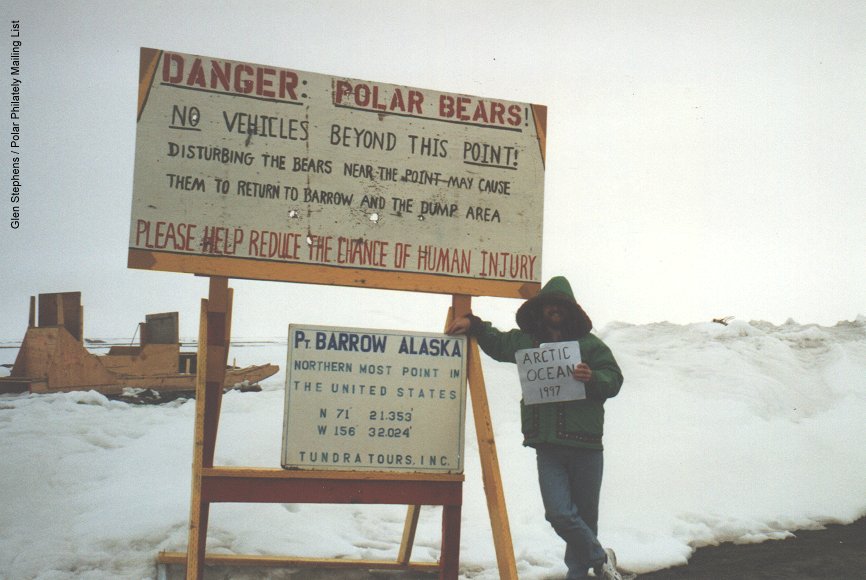 Glen Stephens / Polar Philately Mailing List
DANGER: POLAR BEARS!
NO VEHICLES BEYOND THIS POINT!
DISTURBING THE BEARS NEAR THE POINT MAY CAUSE
THEM TO RETURN TO BARROW AND THE DUMP AREA
PLEASE HELP REDUCE THE CHANCE OF HUMAN INJURY.
PT. BARROW ALASKA
NORTHERN MOST POINT IN
THE UNITED STATES
N 71° 21.353'
W 156° 32.024'
TUNDRA TOURS, INC.
ARCTIC
OCEAN
1997